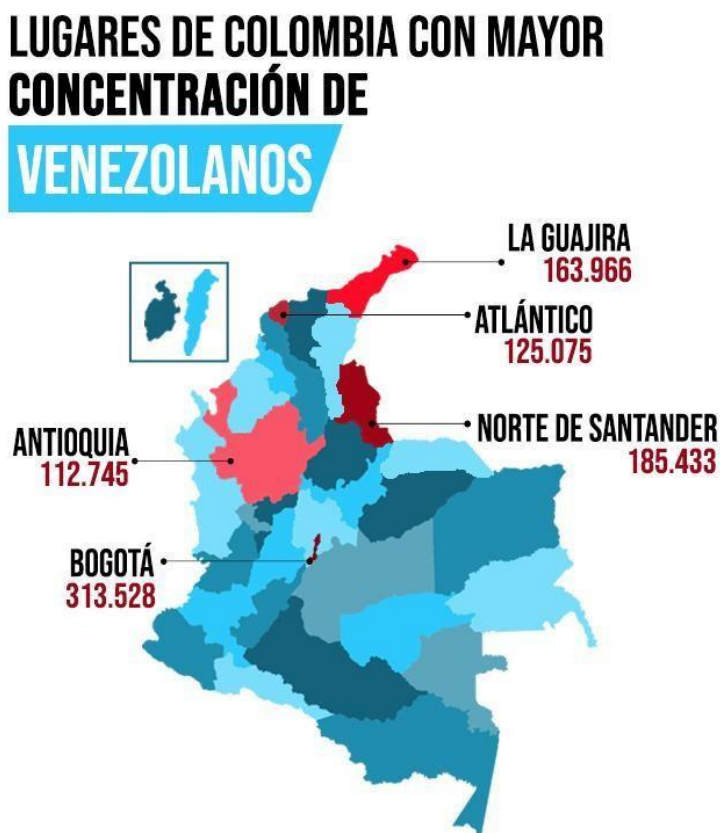 LUGARES DE COLOMBIA CON MAYOR
CONCENTRACIÓN DE
VENEZOLANOS
LA GUAJIRA
163.966
ATLÁNTICO
125.075
NORTE DE SANTANDER
185.433
ANTIOQUIA
112.745
BOGOTÁ
313.528